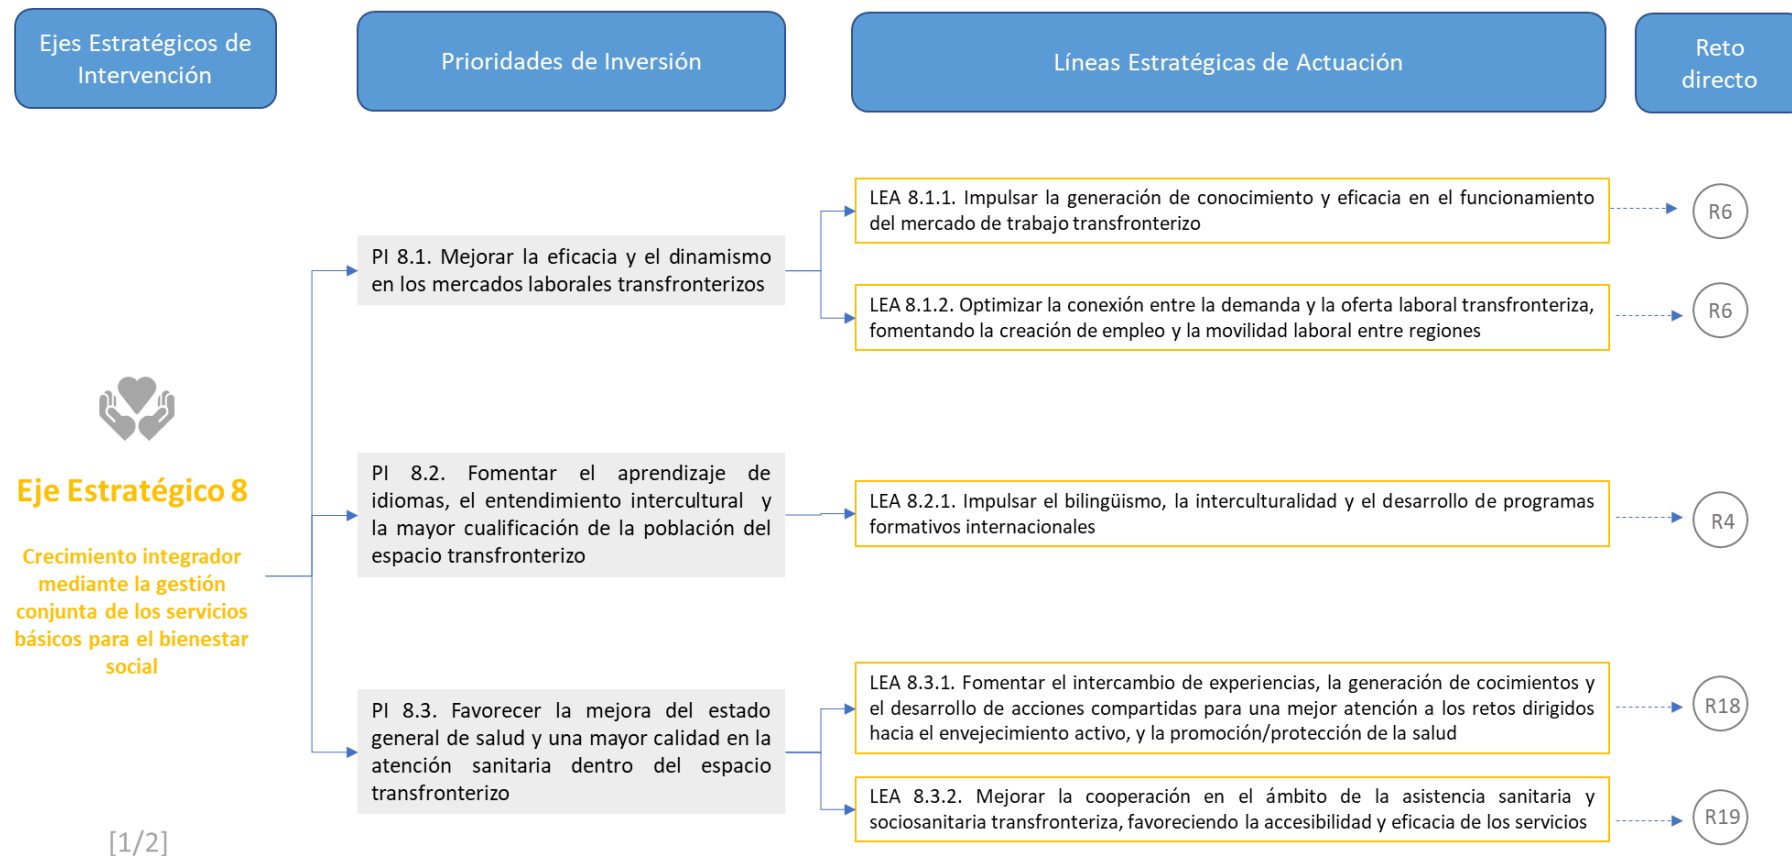 Ejes Estratégicos de
Intervención
Prioridades de Inversión
Líneas Estratégicas de Actuación
Reto
directo
Eje Estratégico 8
Crecimiento integrador
mediante la gestión
conjunta de los servicios
básicos para el bienestar
social
[1/2]
PI 8.1. Mejorar la eficacia y el dinamismo
en los mercados laborales transfronterizos
LEA 8.1.1. Impulsar la generación de conocimiento y eficacia en el funcionamiento
del mercado de trabajo transfronterizo
R6
LEA 8.1.2. Optimizar la conexión entre la demanda y la oferta laboral transfronteriza,
fomentando la creación de empleo y la movilidad laboral entre regiones
R6
PI 8.2. Fomentar el aprendizaje de
idiomas, el entendimiento intercultural y
la mayor cualificación de la población del
espacio transfronterizo
LEA 8.2.1. Impulsar el bilingüismo, la interculturalidad y el desarrollo de programas
formativos internacionales
R4
PI 8.3. Favorecer la mejora del estado
general de salud y una mayor calidad en la
atención sanitaria dentro del espacio
transfronterizo
LEA 8.3.1. Fomentar el intercambio de experiencias, la generación de cocimientos y
el desarrollo de acciones compartidas para una mejor atención a los retos dirigidos
hacia el envejecimiento activo, y la promoción/protección de la salud
R18
LEA 8.3.2. Mejorar la cooperación en el ámbito de la asistencia sanitaria y
sociosanitaria transfronteriza, favoreciendo la accesibilidad y eficacia de los servicios
R19